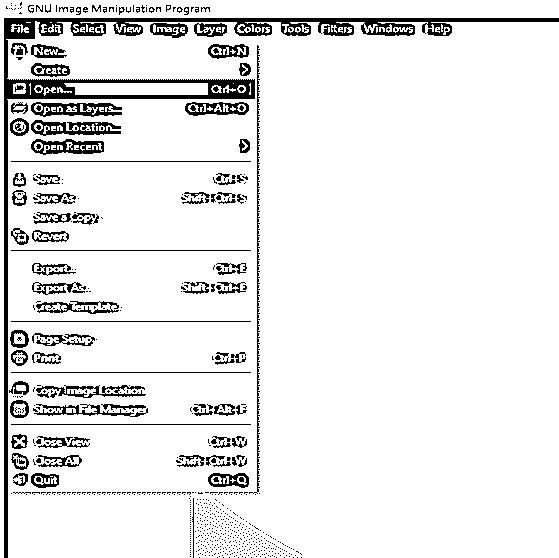 GNU Image Manipulation Program
File Edit Select View Image Layer Colors Tools Filters Windows Help
New... Ctrl+N
Create
Open... Ctrl+O
Open as Layers... Ctrl+Alt+O
Open Location...
Open Recent
Save Ctrl+S
Save As Shift+Ctrl+S
Save a Copy
Revert
Export... Ctrl+E
Export As... Shift+Ctrl+E
Create Template
Page Setup
Print Ctrl+P
Copy Image Location
Show in File Manager Ctrl+Alt+F
Close View Ctrl+W
Close All Shift+Ctrl+W
Quit Ctrl+Q